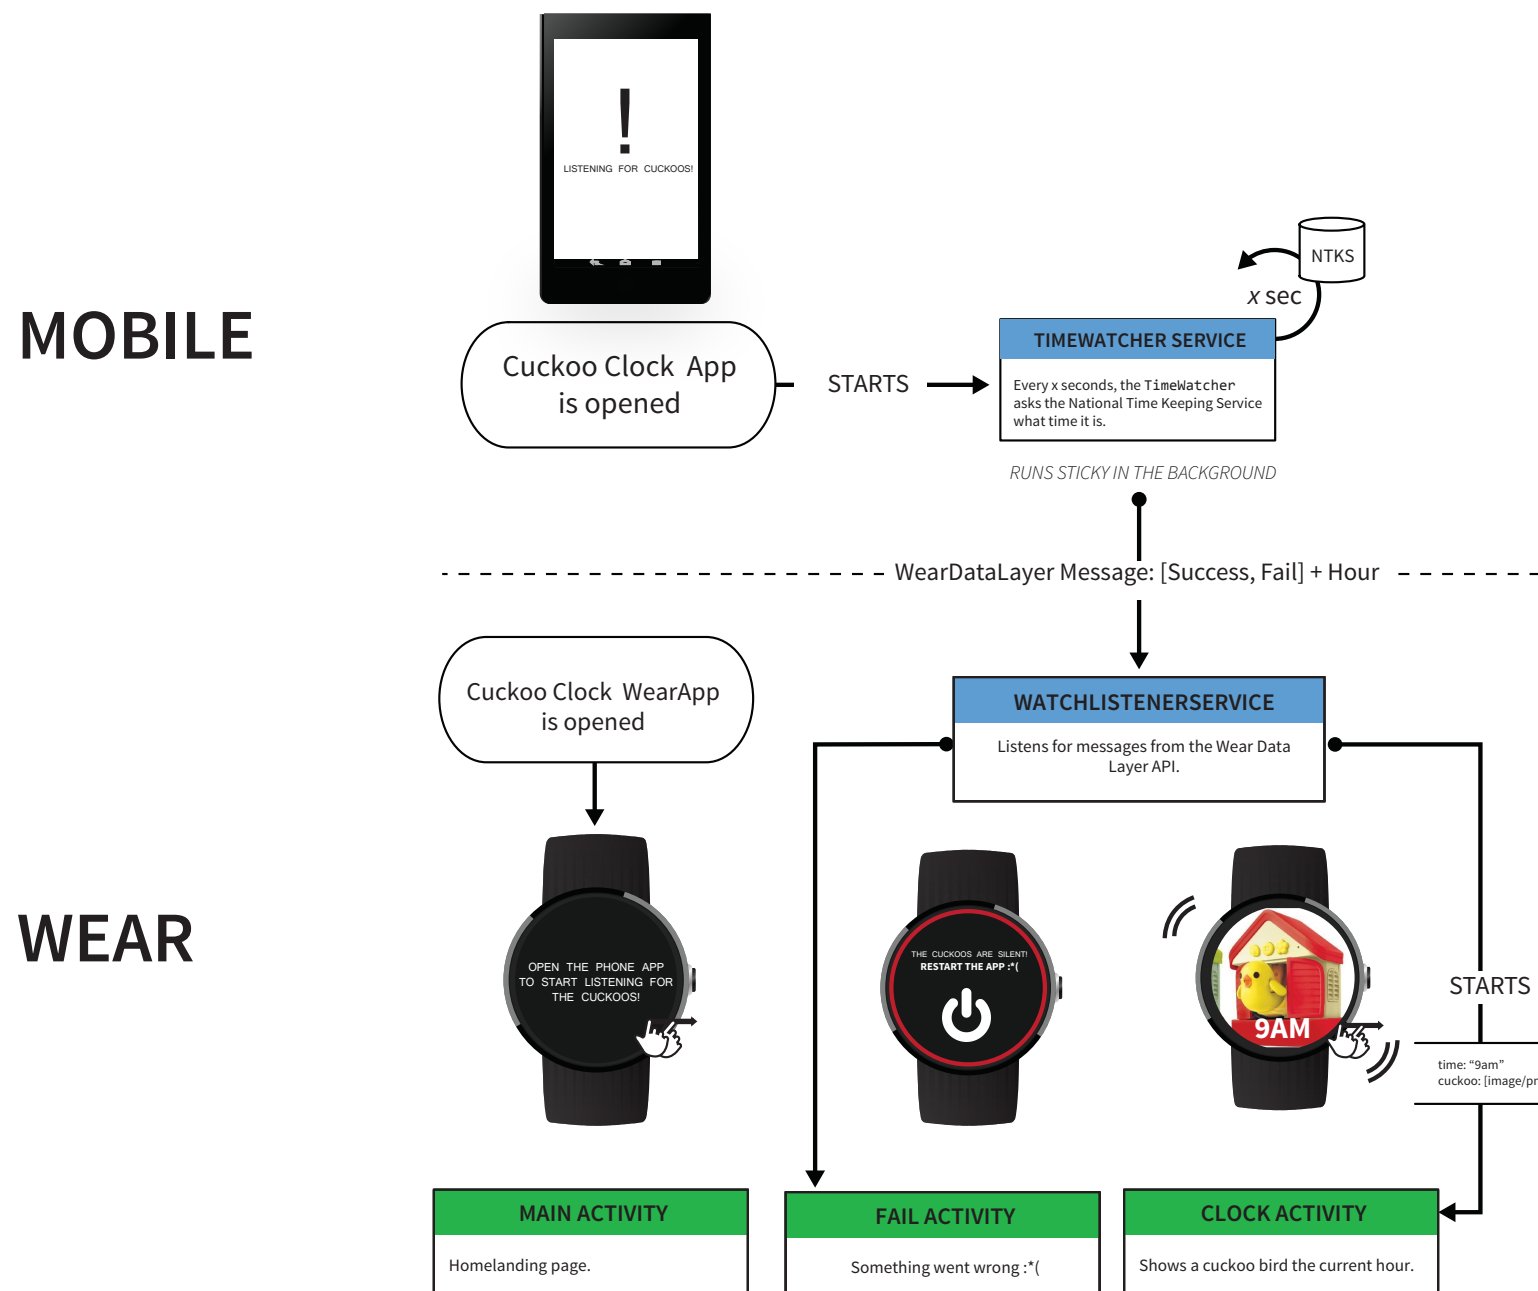 !
LISTENING FOR CUCKOOS!
NTKS
x sec
MOBILE
Cuckoo Clock App
is opened
STARTS
TIMEWATCHER SERVICE
Every x seconds, the TimeWatcher
asks the National Time Keeping Service
what time it is.
RUNS STICKY IN THE BACKGROUND
WearDataLayer Message: [Success, Fail] + Hour
Cuckoo Clock WearApp
is opened
WATCHLISTENERSERVICE
Listens for messages from the Wear Data
Layer API.
WEAR
OPEN THE PHONE APP
TO START LISTENING FOR
THE CUCKOOS!
THE CUCKOOS ARE SILENT!
RESTART THE APP :*(
9AM
STARTS
time: “9am”
cuckoo: [image/pr
MAIN ACTIVITY
Homelanding page.
FAIL ACTIVITY
Something went wrong :*(
CLOCK ACTIVITY
Shows a cuckoo bird the current hour.